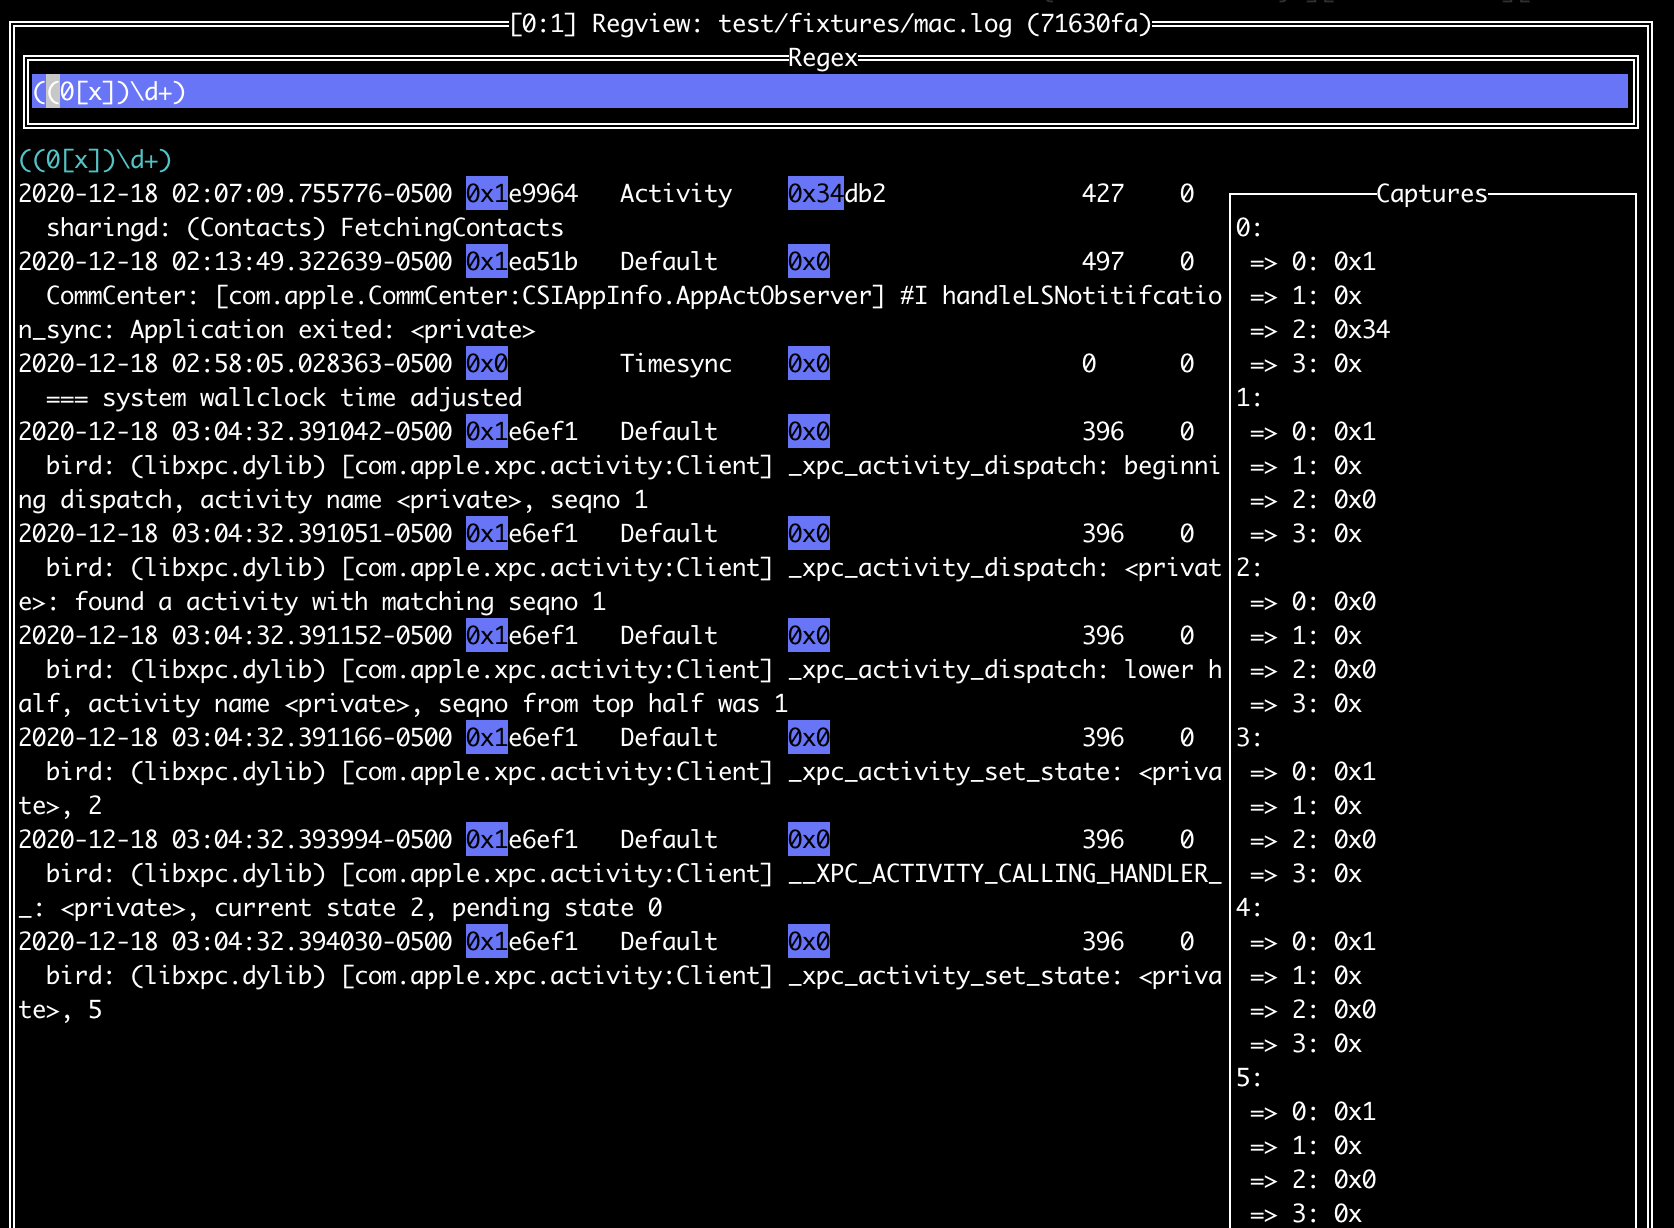 [0:1] Regview: test/fixtures/mac.log (71630fa)
Regex
((0[x])\d+)
((0[x])\d+)
2020-12-18 02:07:09.755776-0500 0x1e9964   Activity    0x34db2              427    0
  sharingd: (Contacts) FetchingContacts
2020-12-18 02:13:49.322639-0500 0x1ea51b   Default     0x0                  497    0
  CommCenter: [com.apple.CommCenter:CSIAppInfo.AppActObserver] #I handleLSNotitifcatio
n_sync: Application exited: <private>
2020-12-18 02:58:05.028363-0500 0x0        Timesync    0x0                  0      0
  === system wallclock time adjusted
2020-12-18 03:04:32.391042-0500 0x1e6ef1   Default     0x0                  396    0
  bird: (libxpc.dylib) [com.apple.xpc.activity:Client] _xpc_activity_dispatch: beginni
ng dispatch, activity name <private>, seqno 1
2020-12-18 03:04:32.391051-0500 0x1e6ef1   Default     0x0                  396    0
  bird: (libxpc.dylib) [com.apple.xpc.activity:Client] _xpc_activity_dispatch: <privat
e>: found a activity with matching seqno 1
2020-12-18 03:04:32.391152-0500 0x1e6ef1   Default     0x0                  396    0
  bird: (libxpc.dylib) [com.apple.xpc.activity:Client] _xpc_activity_dispatch: lower h
alf, activity name <private>, seqno from top half was 1
2020-12-18 03:04:32.391166-0500 0x1e6ef1   Default     0x0                  396    0
  bird: (libxpc.dylib) [com.apple.xpc.activity:Client] _xpc_activity_set_state: <priva
te>, 2
2020-12-18 03:04:32.393994-0500 0x1e6ef1   Default     0x0                  396    0
  bird: (libxpc.dylib) [com.apple.xpc.activity:Client] __XPC_ACTIVITY_CALLING_HANDLER_
_: <private>, current state 2, pending state 0
2020-12-18 03:04:32.394030-0500 0x1e6ef1   Default     0x0                  396    0
  bird: (libxpc.dylib) [com.apple.xpc.activity:Client] _xpc_activity_set_state: <priva
te>, 5
Captures
0:
 => 0: 0x1
 => 1: 0x
 => 2: 0x34
 => 3: 0x
1:
 => 0: 0x1
 => 1: 0x
 => 2: 0x0
 => 3: 0x
2:
 => 0: 0x0
 => 1: 0x
 => 2: 0x0
 => 3: 0x
3:
 => 0: 0x1
 => 1: 0x
 => 2: 0x0
 => 3: 0x
4:
 => 0: 0x1
 => 1: 0x
 => 2: 0x0
 => 3: 0x
5:
 => 0: 0x1
 => 1: 0x
 => 2: 0x0
 => 3: 0x